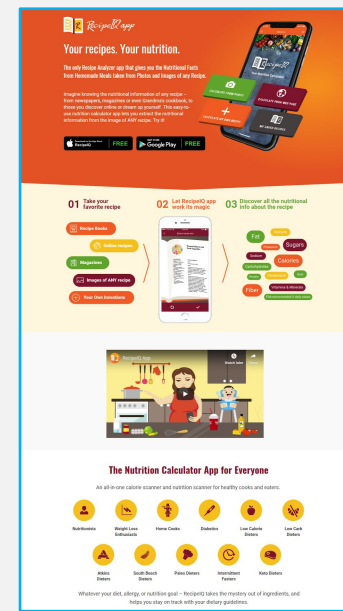 RecipeIQ app
Your recipes. Your nutrition.
The only Recipe Analyzer app that gives you the Nutritional Facts
from Homemade Meals taken from Photos and Images of any Recipe.
Imagine knowing the nutritional information of any recipe –
from newspapers, magazines or even Grandma's cookbook, to
those you discover online or dream up yourself. This easy-to-
use nutrition calculator app lets you extract the nutritional
information from the image of ANY recipe. Try it!
RecipeIQ
FREE
Google Play
FREE
01 Take your
favorite recipe
Recipe Books
Online recipes
Magazines
Images of ANY recipe
Your Own Inventions
02 Let RecipeIQ app
work its magic
03 Discover all the nutritional
info about the recipe
Fat
Sugars
Sodium
Calories
Carbohydrates
Fiber
Vitamins & Minerals
RecipeIQ App
Watch later
Share
The Nutrition Calculator App for Everyone
An all-in-one calorie scanner and nutrition scanner for healthy cooks and eaters.
Nutritionists
Weight Loss
Enthusiasts
Home Cooks
Diabetics
Low Calorie
Dieters
Low Carb
Dieters
Atkins
Dieters
South Beach
Dieters
Paleo Dieters
Intermittent
Fasters
Keto Dieters
Whatever your diet, allergy, or nutrition goal – RecipeIQ takes the mystery out of ingredients, and
helps you stay on track with your dietary guidelines.